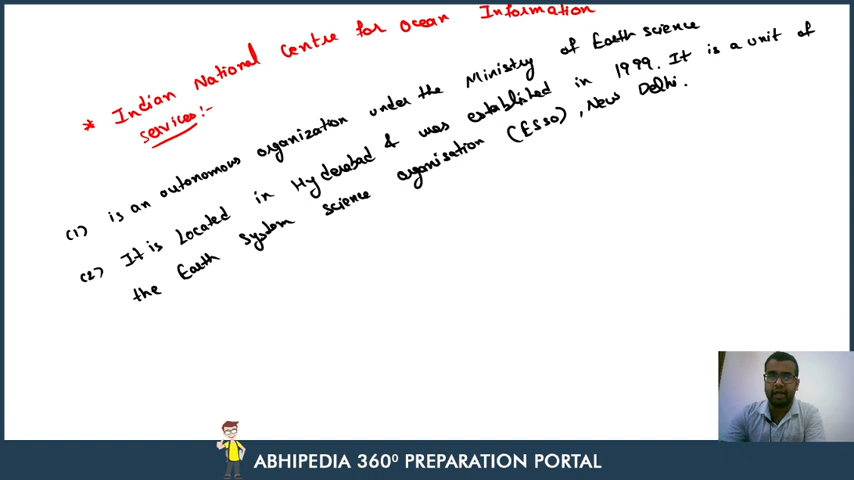 * Indian National Centre for Ocean Information
services:-
(1) is an autonomous organization under the Ministry of Earth science
(2) It is Located in Hyderabad & was established in 1999. It is a unit of
the Earth System science organisation (ESSO), New Delhi.
ABHIPEDIA 360° PREPARATION PORTAL